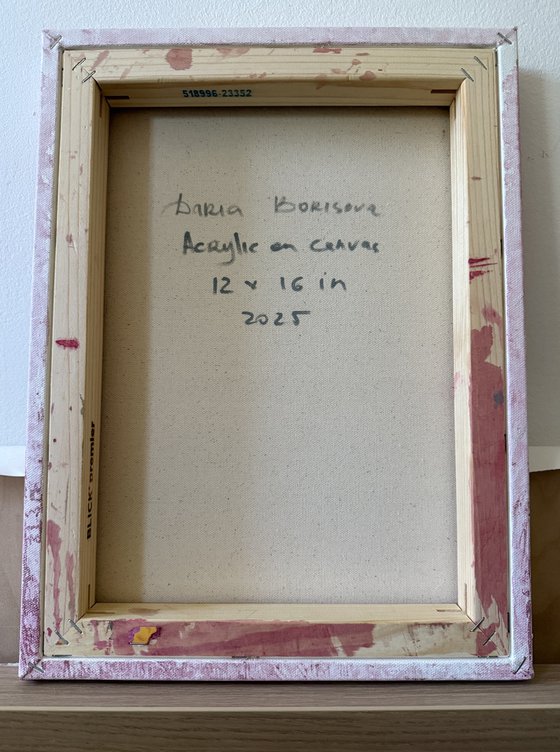 518996-23352
Daria Borisova
Acrylic on canvas
12 x 16 in
2025
BLICK premier